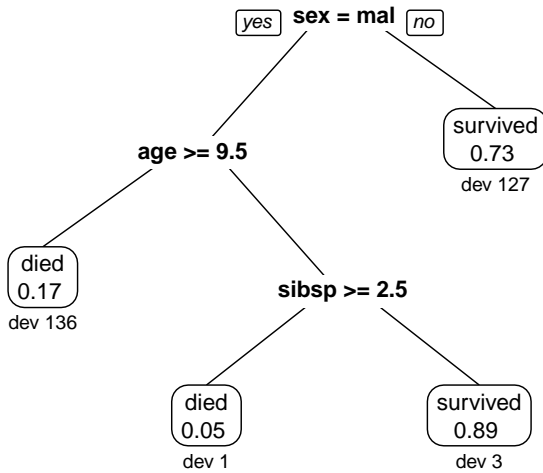 yes
sex = mal
no
survived
0.73
dev 127
age >= 9.5
died
0.17
dev 136
sibsp >= 2.5
died
0.05
dev 1
survived
0.89
dev 3